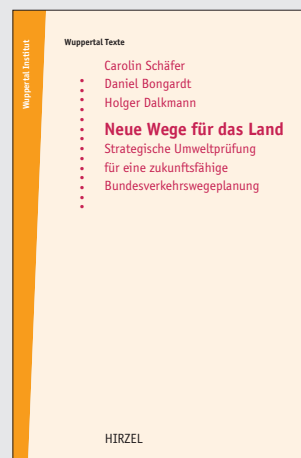 Wuppertal Institut
Wuppertal Texte
Carolin Schäfer
Daniel Bongardt
Holger Dalkmann
Neue Wege für das Land
Strategische Umweltprüfung
für eine zukunftsfähige
Bundesverkehrswegeplanung
HIRZEL